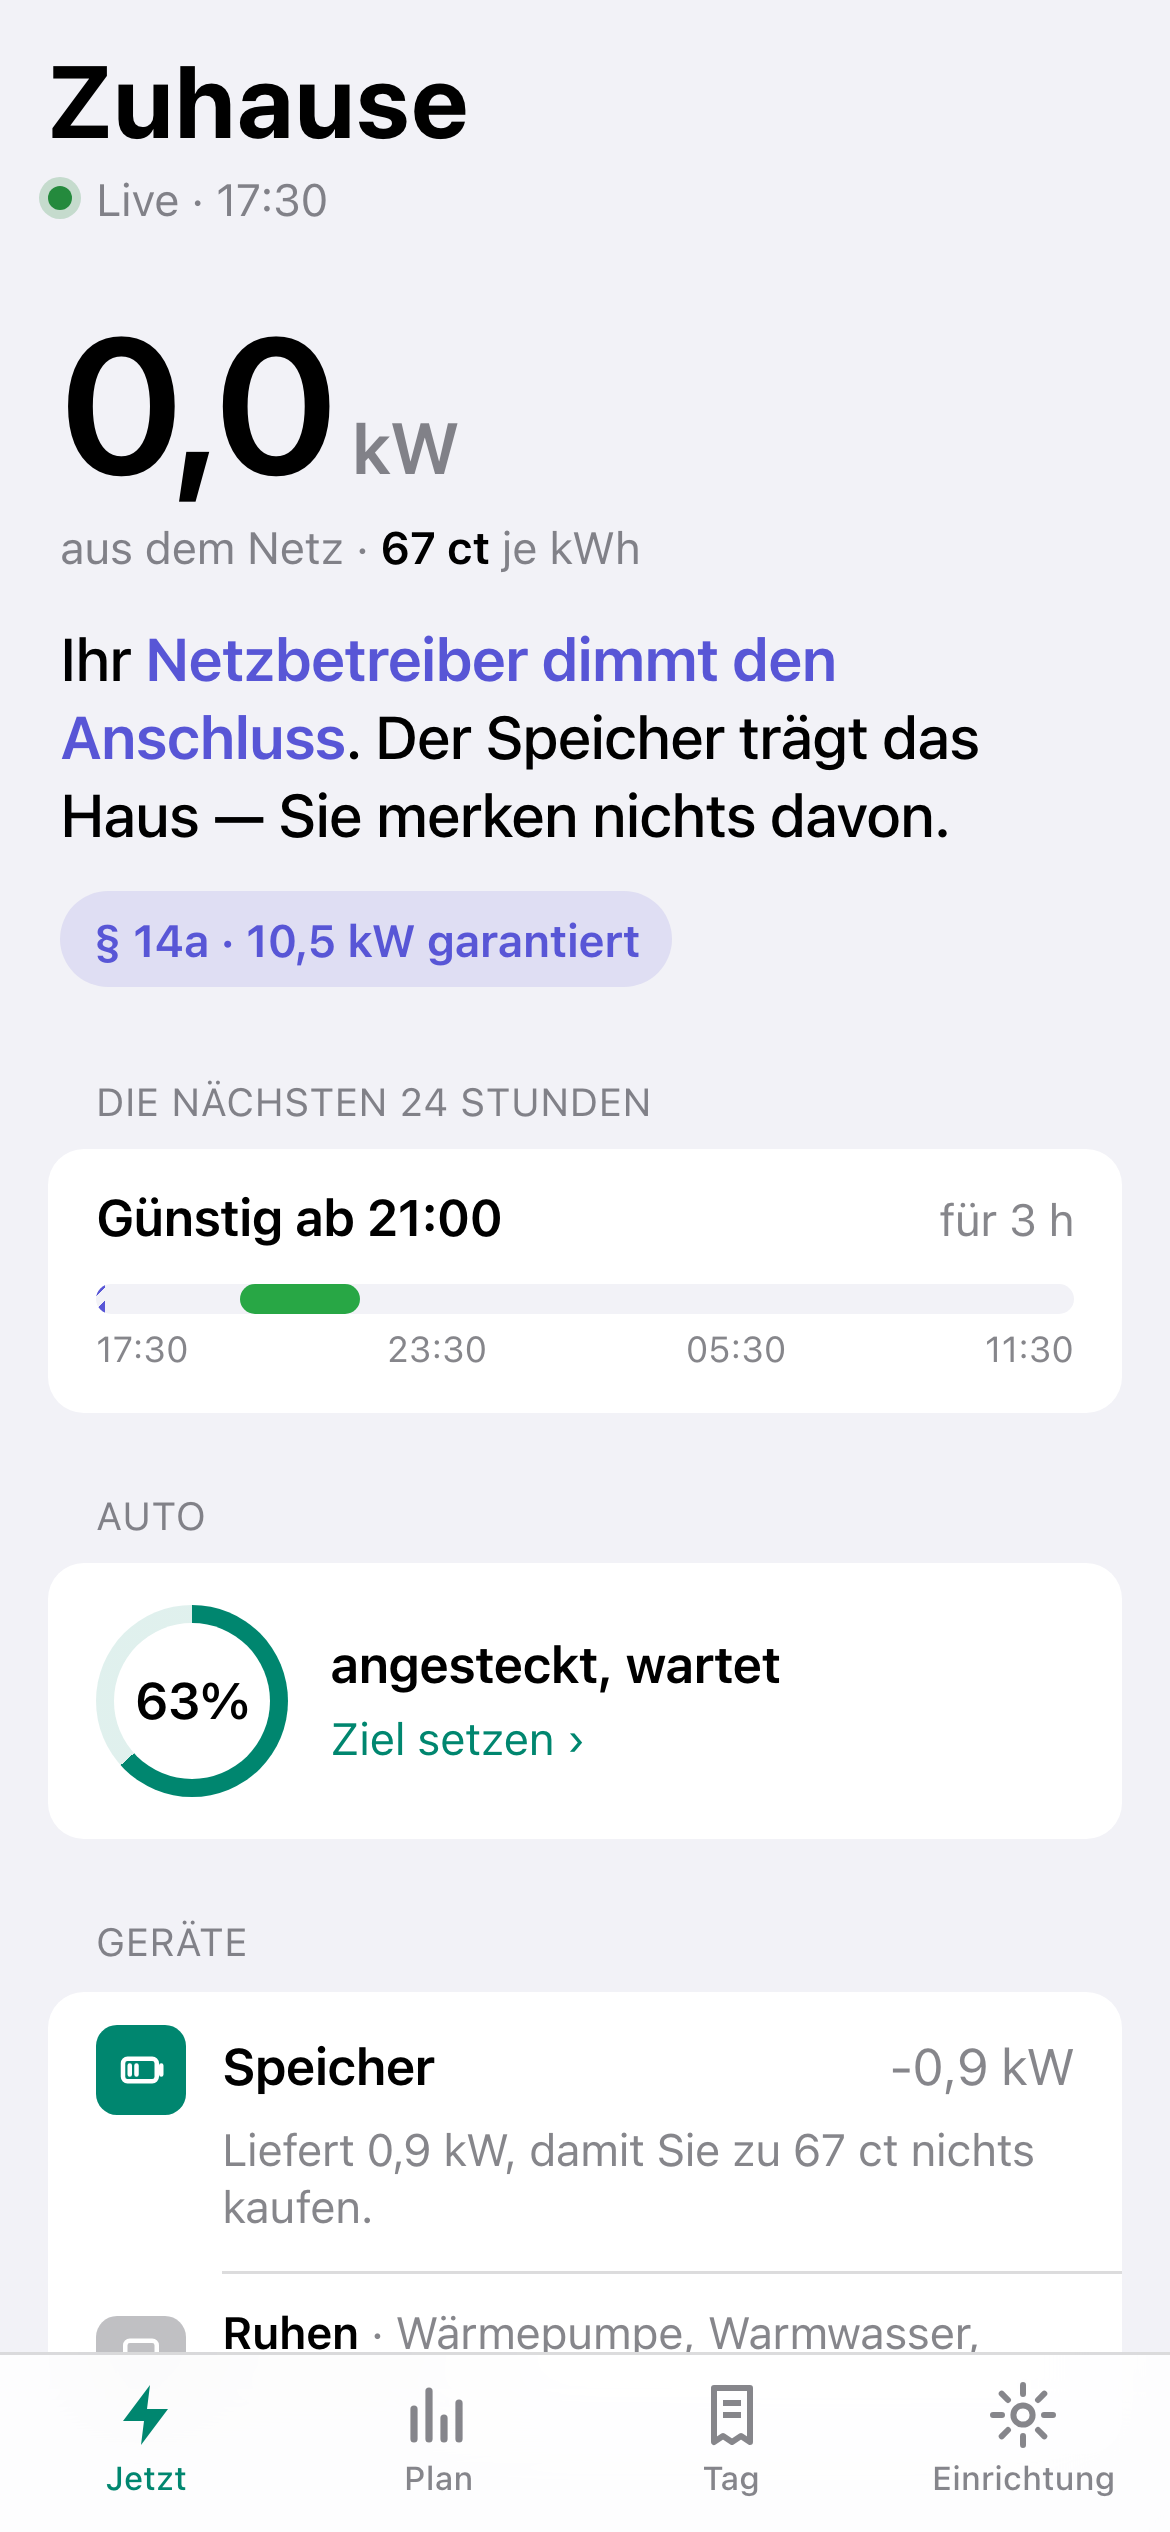 Zuhause
Live · 17:30
0,0 kW
aus dem Netz · 67 ct je kWh
Ihr Netzbetreiber dimmt den
Anschluss. Der Speicher trägt das
Haus — Sie merken nichts davon.
§ 14a · 10,5 kW garantiert
DIE NÄCHSTEN 24 STUNDEN
Günstig ab 21:00 für 3 h
17:30 23:30 05:30 11:30
AUTO
63% angesteckt, wartet
Ziel setzen ›
GERÄTE
Speicher -0,9 kW
Liefert 0,9 kW, damit Sie zu 67 ct nichts
kaufen.
Ruhen · Wärmepumpe, Warmwasser,
Jetzt Plan Tag Einrichtung